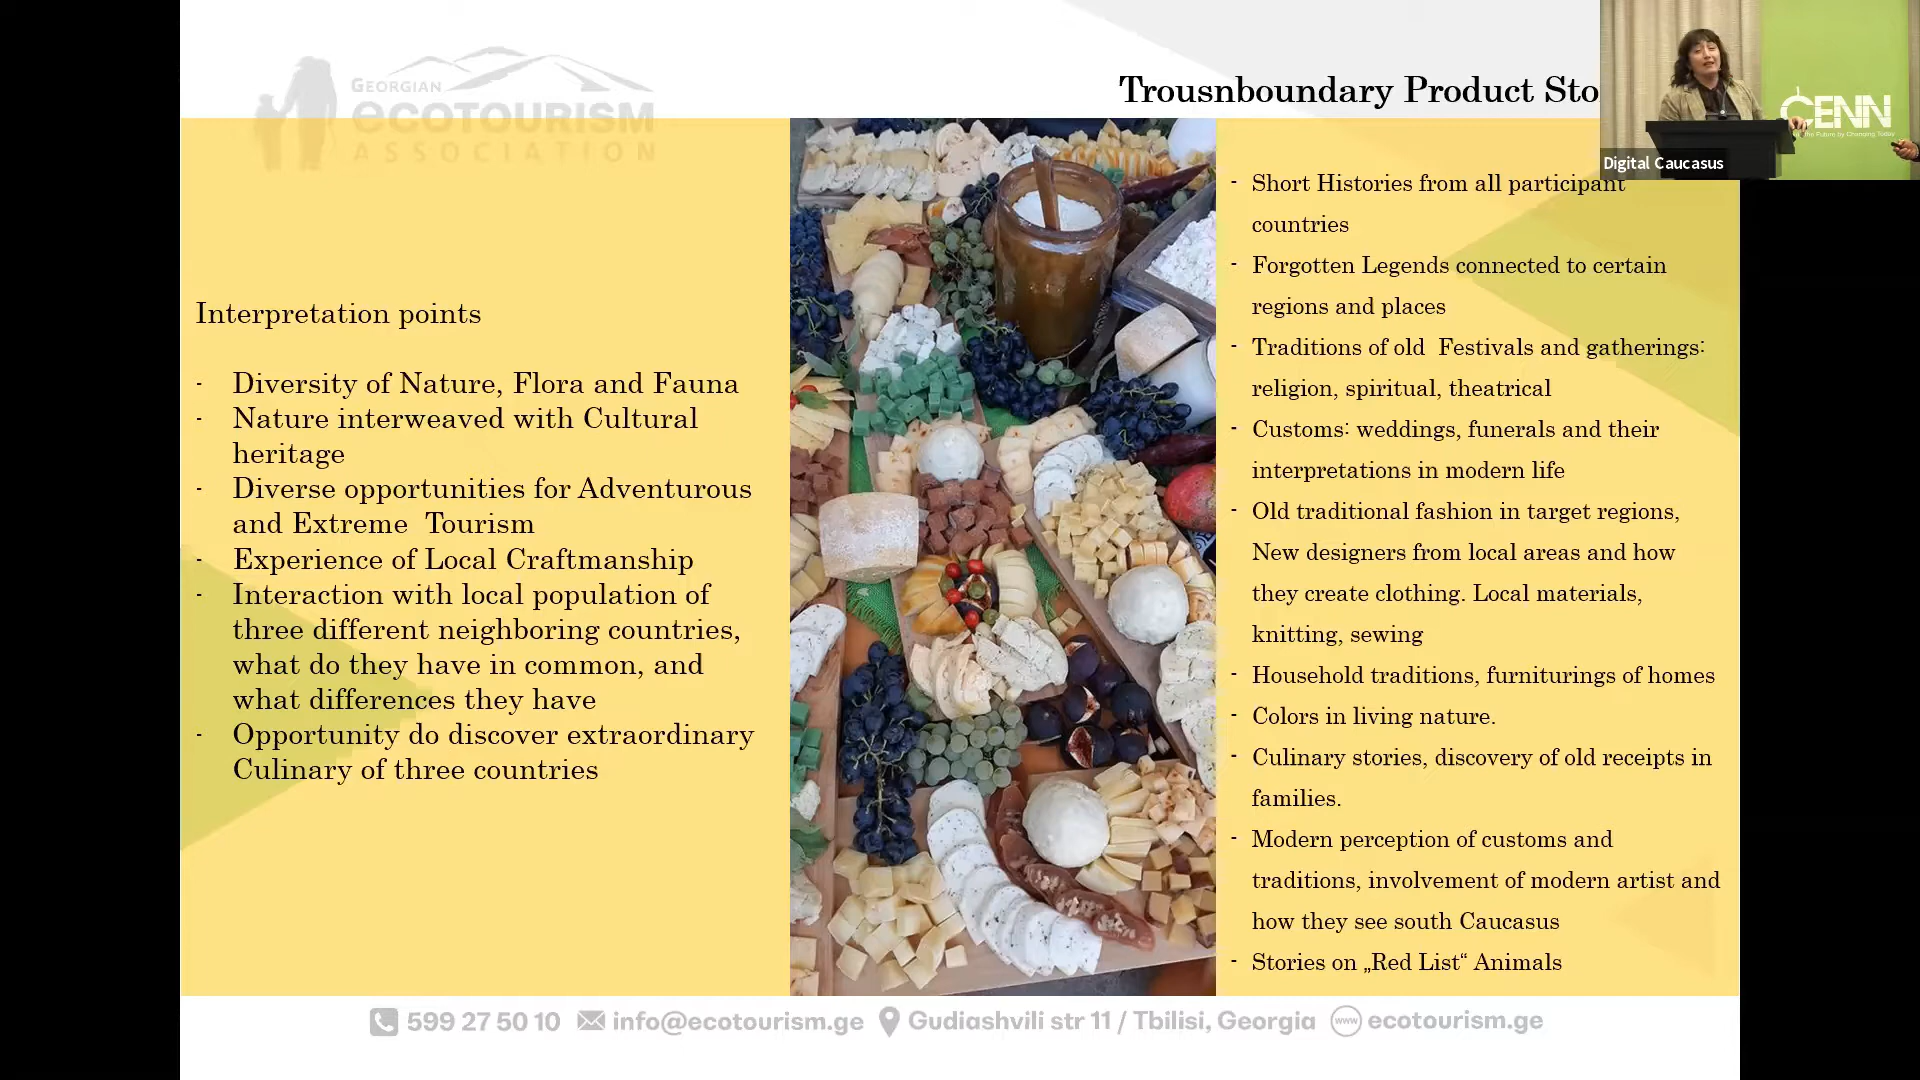 GEORGIAN
ecotourism
ASSOCIATION
Trousnboundary Product Sto
CENN
Digital Caucasus
Interpretation points
- Diversity of Nature, Flora and Fauna
- Nature interweaved with Cultural
heritage
- Diverse opportunities for Adventurous
and Extreme Tourism
- Experience of Local Craftmanship
- Interaction with local population of
three different neighboring countries,
what do they have in common, and
what differences they have
- Opportunity do discover extraordinary
Culinary of three countries
- Short Histories from all participant
countries
- Forgotten Legends connected to certain
regions and places
- Traditions of old Festivals and gatherings:
religion, spiritual, theatrical
- Customs: weddings, funerals and their
interpretations in modern life
- Old traditional fashion in target regions,
New designers from local areas and how
they create clothing. Local materials,
knitting, sewing
- Household traditions, furniturings of homes
- Colors in living nature.
- Culinary stories, discovery of old receipts in
families.
- Modern perception of customs and
traditions, involvement of modern artist and
how they see south Caucasus
- Stories on „Red List“ Animals
599 27 50 10 info@ecotourism.ge Gudiashvili str 11 / Tbilisi, Georgia www ecotourism.ge